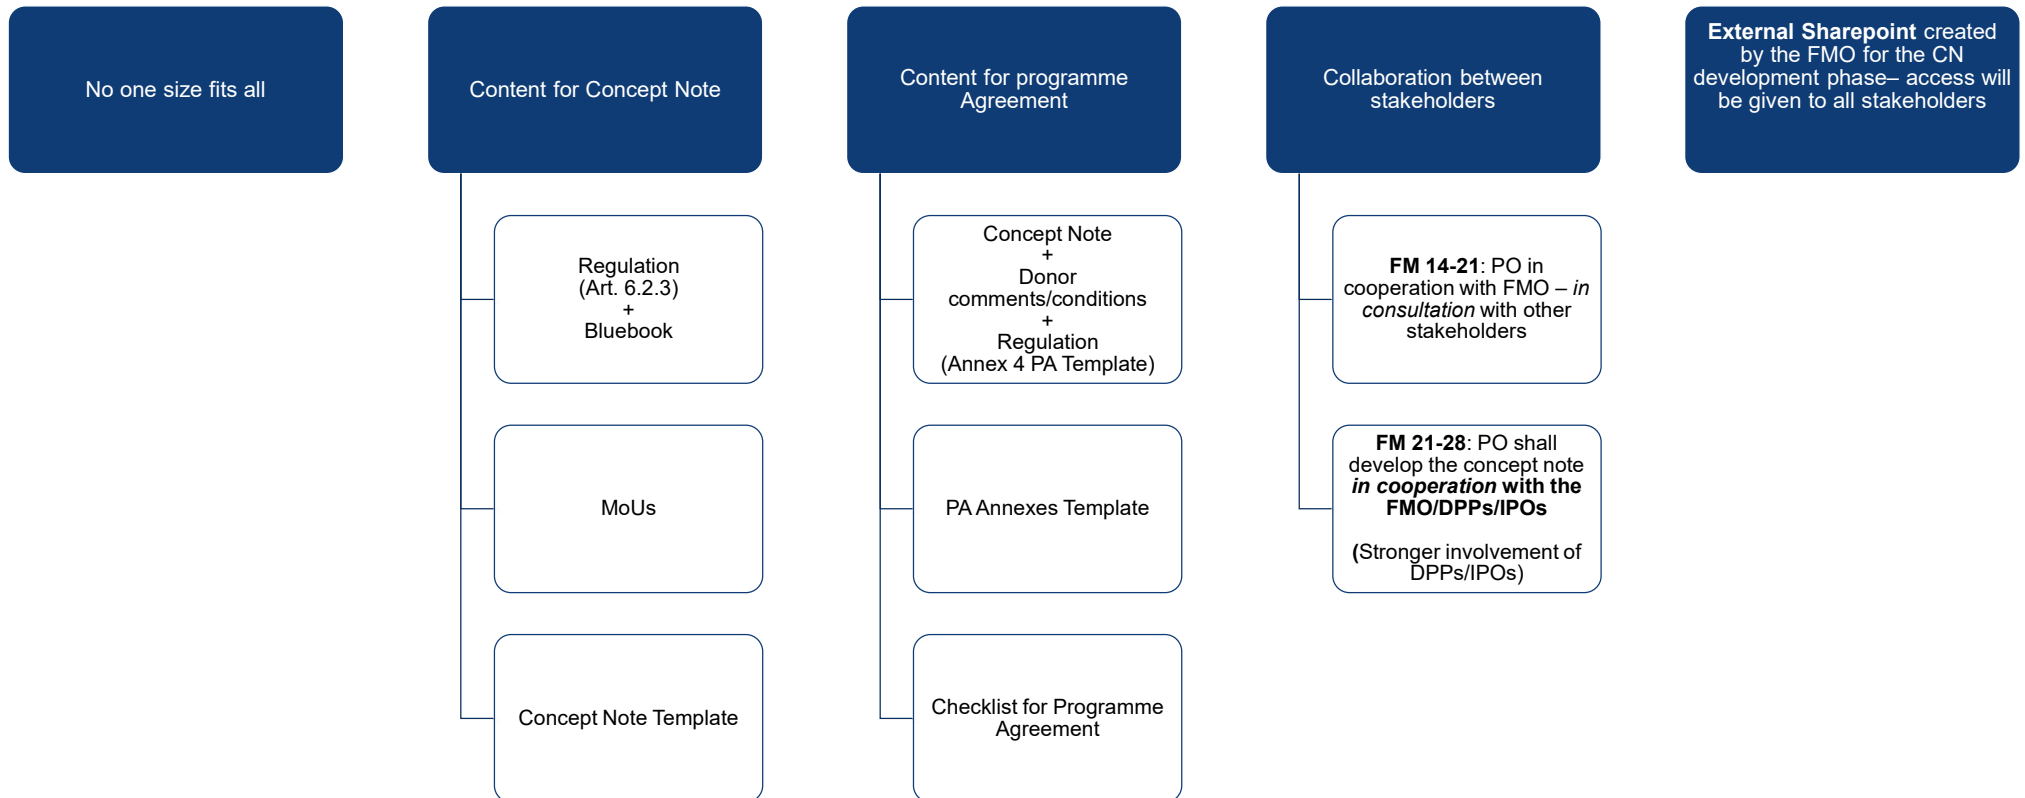 No one size fits all
Content for Concept Note
Regulation
(Art. 6.2.3)
+
Bluebook
MoUs
Concept Note Template
Content for programme
Agreement
Concept Note
+
Donor
comments/conditions
+
Regulation
(Annex 4 PA Template)
PA Annexes Template
Checklist for Programme
Agreement
Collaboration between
stakeholders
FM 14-21: PO in
cooperation with FMO – in
consultation with other
stakeholders
FM 21-28: PO shall
develop the concept note
in cooperation with the
FMO/DPPs/IPOs
(Stronger involvement of
DPPs/IPOs)
External Sharepoint created
by the FMO for the CN
development phase– access will
be given to all stakeholders